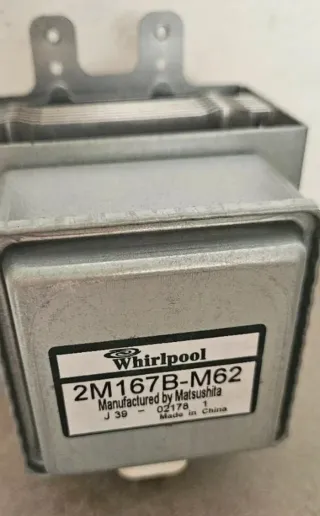 Whirlpool
2M167B-M62
Manufactured by Matsushita
J 39 - 02178 1
Made in China